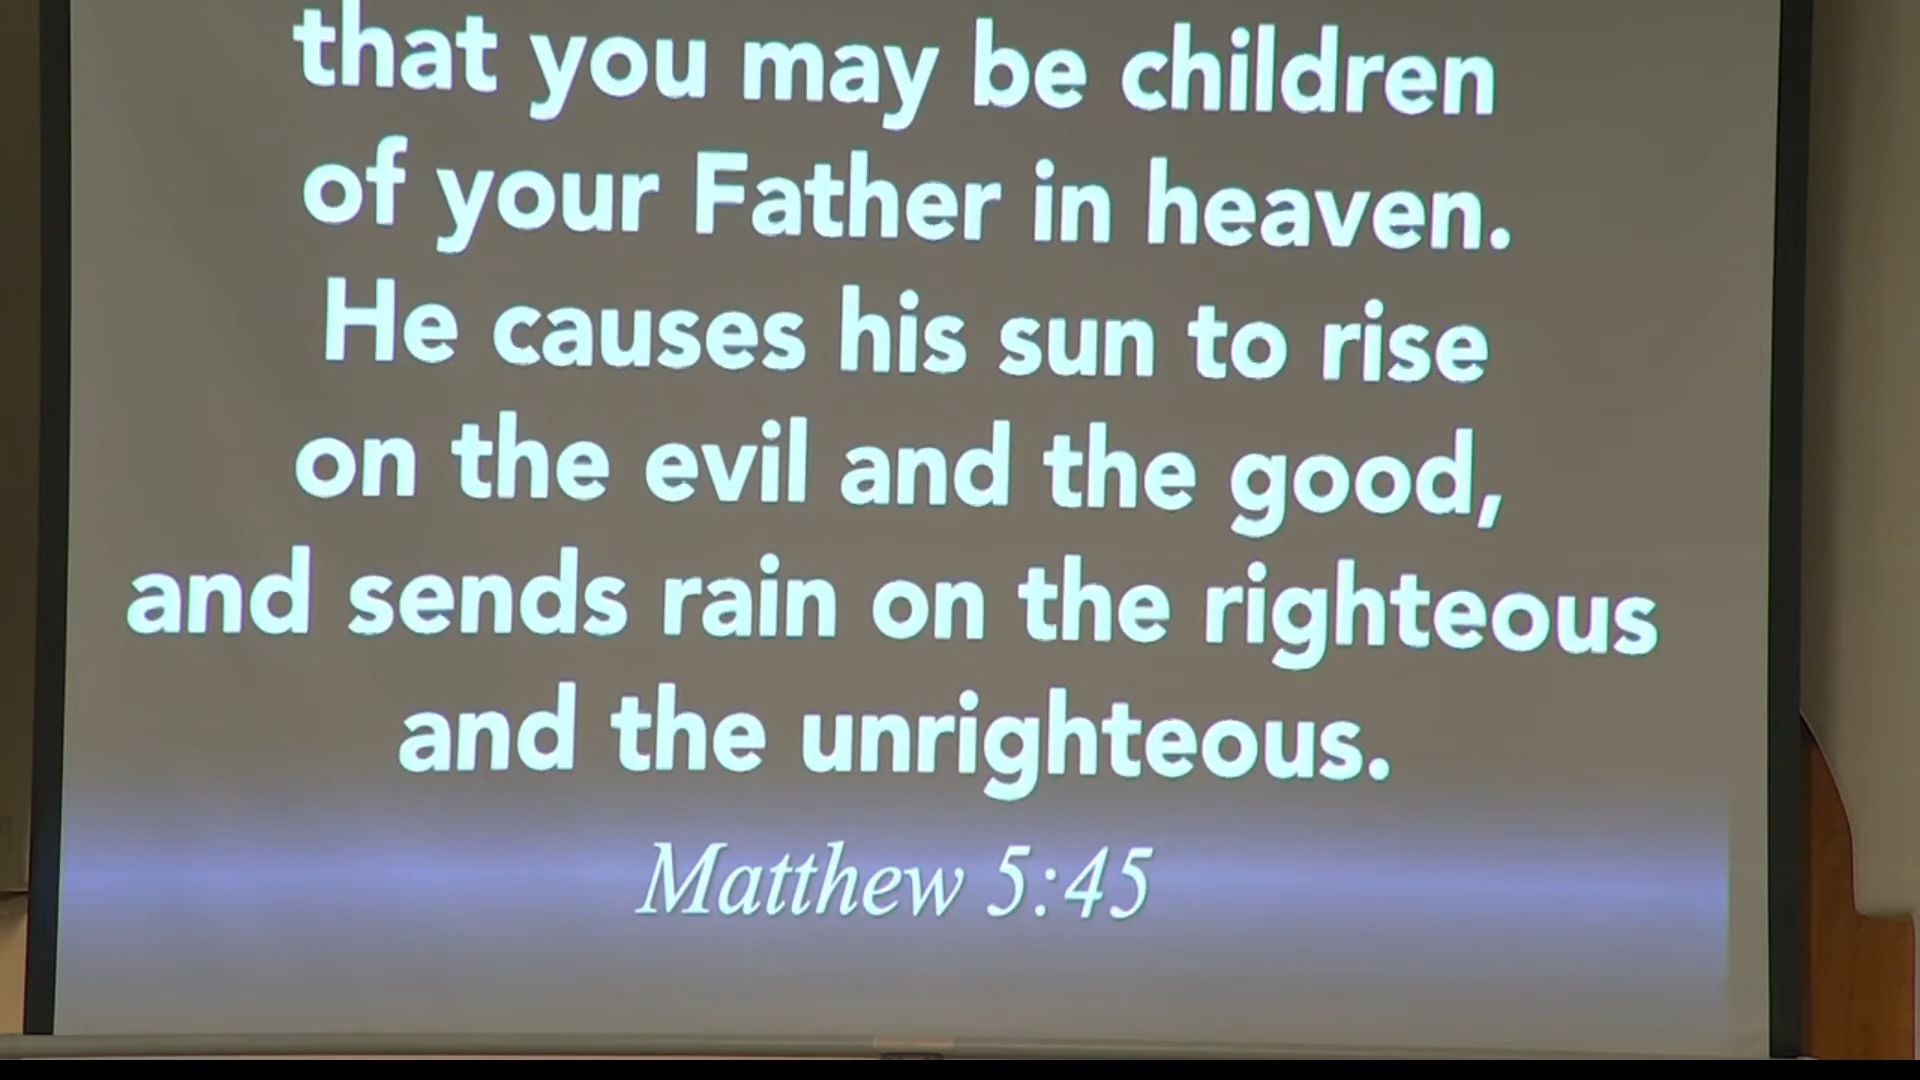 that you may be children
of your Father in heaven.
He causes his sun to rise
on the evil and the good,
and sends rain on the righteous
and the unrighteous.
Matthew 5:45